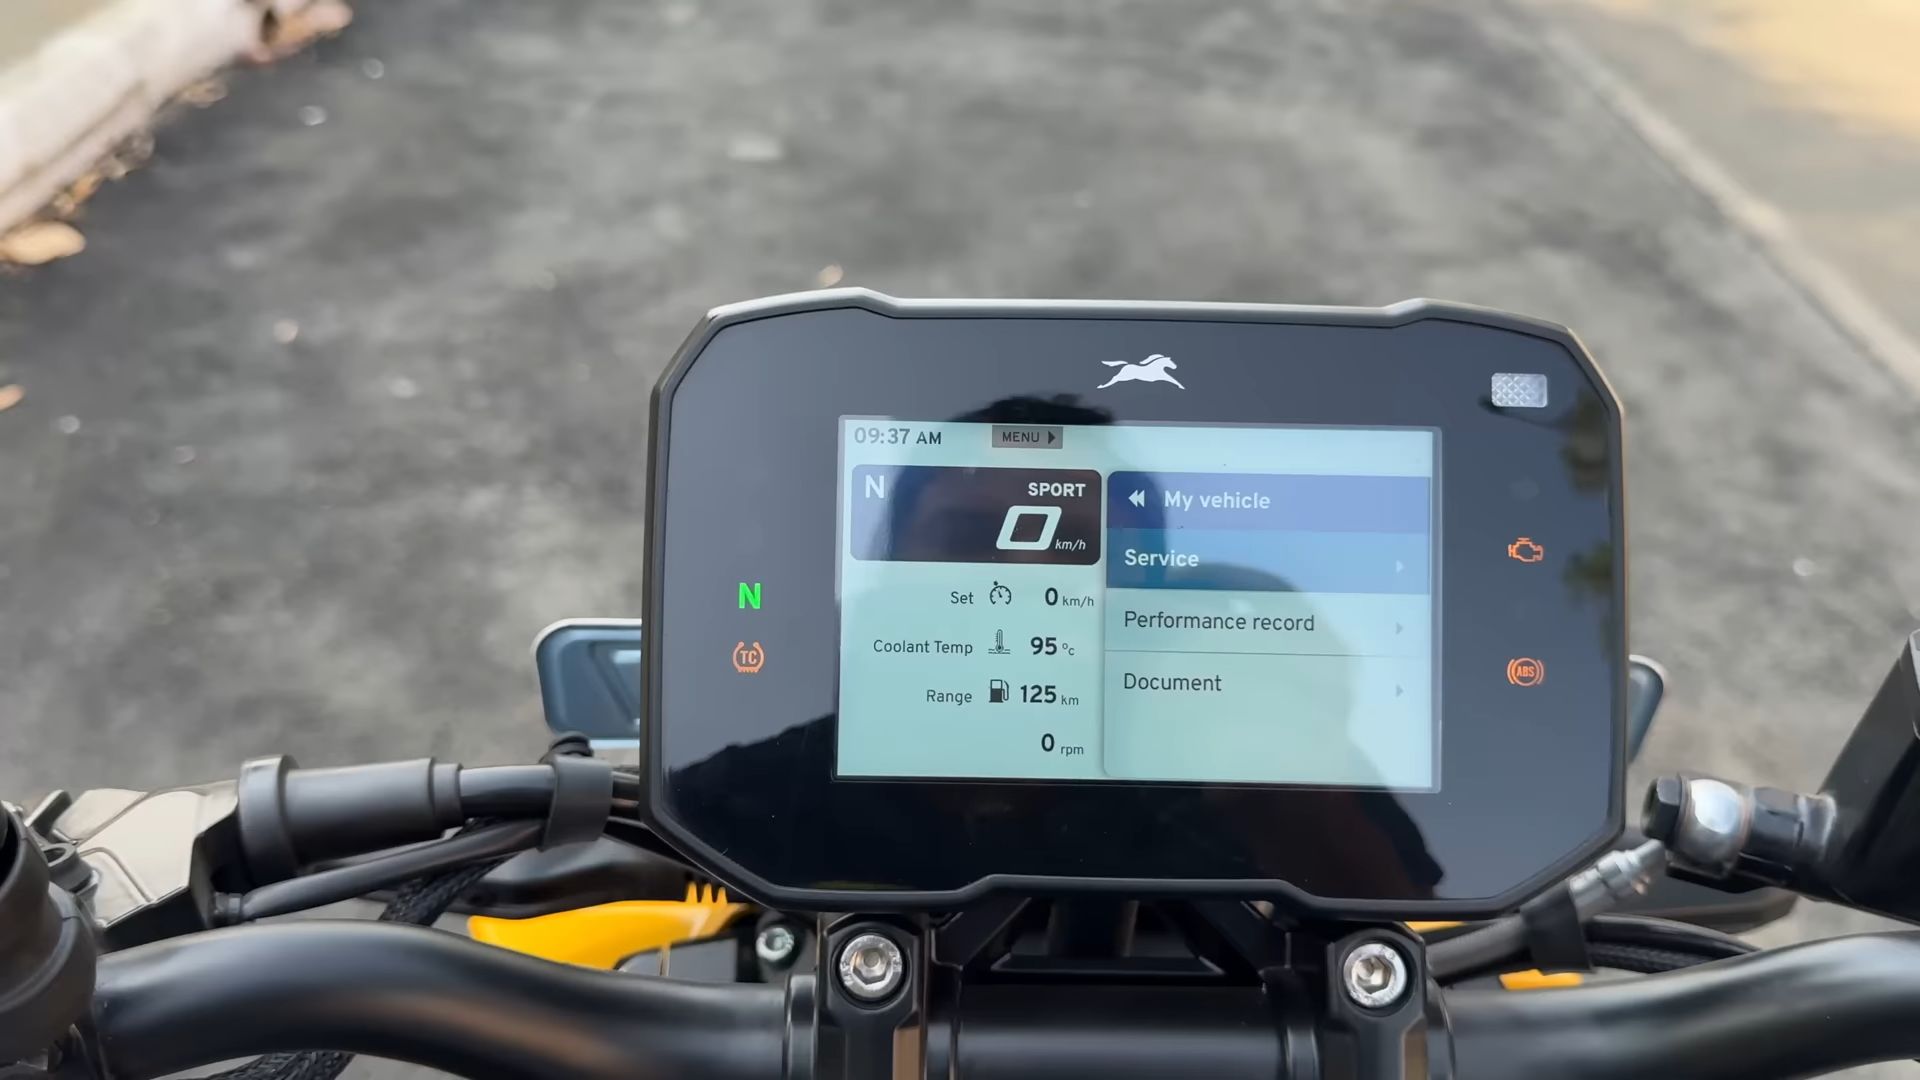 09:37 AM
MENU
N
SPORT
0 km/h
Set 0 km/h
Coolant Temp 95 °c
Range 125 km
0 rpm
My vehicle
Service
Performance record
Document
N
TC
ABS